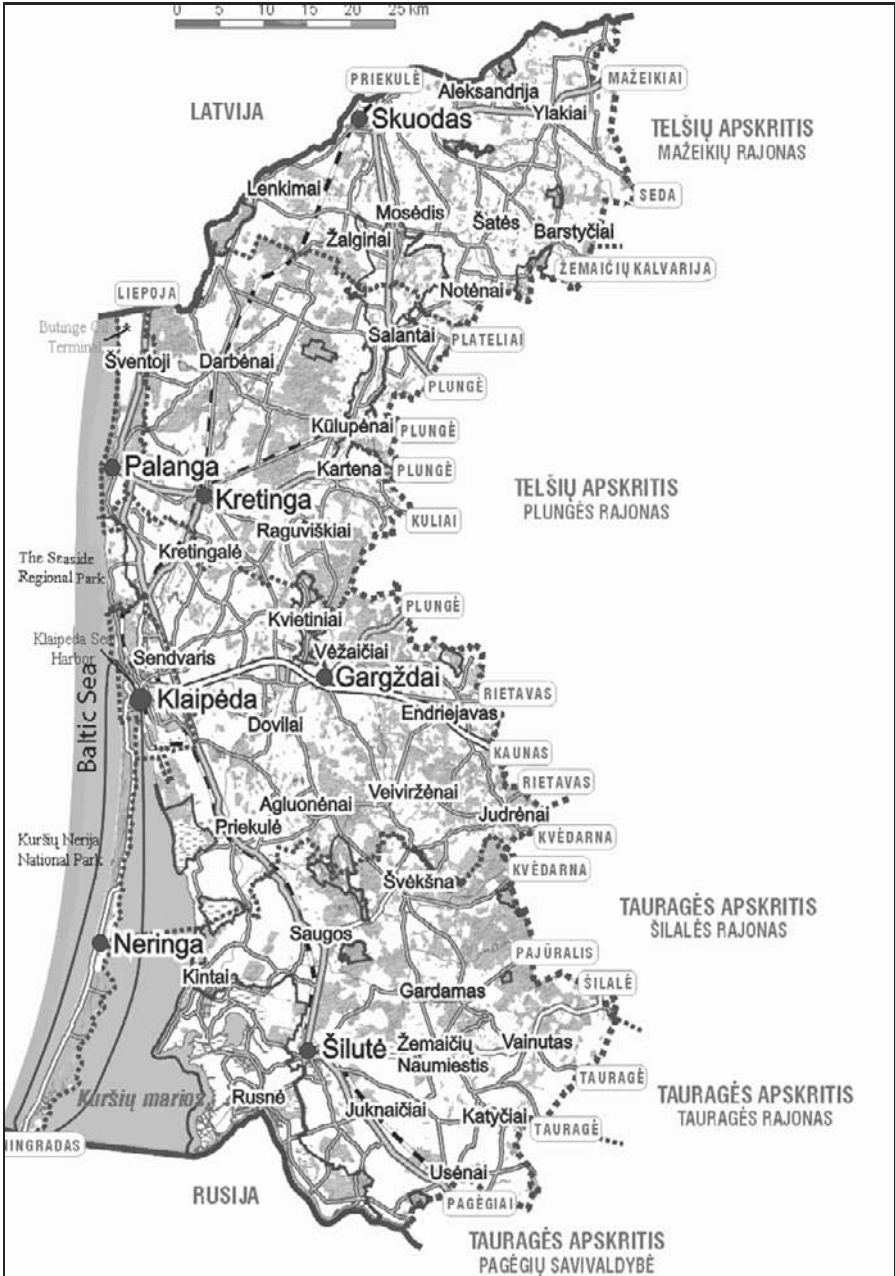 0 5 10 15 20 25 km
PRIEKULĖ
MAŽEIKIAI
Aleksandrija
LATVIJA
Ylakiai
Skuodas
TELŠIŲ APSKRITIS
MAŽEIKIŲ RAJONAS
Lenkimai
SEDA
Mosėdis
Šatės
Barstyčiai
Žalgiriai
ŽEMAIČIŲ KALVARIJA
LIEPOJA
Notėnai
Butinge Oil
Terminal
Salantai
PLATELIAI
Šventoji
Darbėnai
PLUNGĖ
Kūlupėnai
PLUNGĖ
Palanga
Kartena
PLUNGĖ
Kretinga
TELŠIŲ APSKRITIS
PLUNGĖS RAJONAS
KULIAI
Raguviškiai
Kretingalė
The Seaside
Regional Park
PLUNGĖ
Kvietiniai
Klaipeda Sea
Harbor
Vėžaičiai
Sendvaris
Gargždai
RIETAVAS
Klaipėda
Endriejavas
Dovilai
Baltic Sea
KAUNAS
RIETAVAS
Veiviržėnai
Agluonėnai
Judrėnai
Priekulė
KVĖDARNA
Kuršių Nerija
National Park
KVĖDARNA
Švėkšna
TAURAGĖS APSKRITIS
ŠILALĖS RAJONAS
Saugos
Neringa
PAJŪRALIS
Kintai
ŠILALĖ
Gardamas
Šilutė
Žemaičių
Naumiestis
Vainutas
TAURAGĖ
Kuršių marios
Rusnė
TAURAGĖS APSKRITIS
TAURAGĖS RAJONAS
Juknaičiai
Katyčiai
TAURAGĖ
NINGRADAS
Usėnai
RUSIJA
PAGĖGIAI
TAURAGĖS APSKRITIS
PAGĖGIŲ SAVIVALDYBĖ